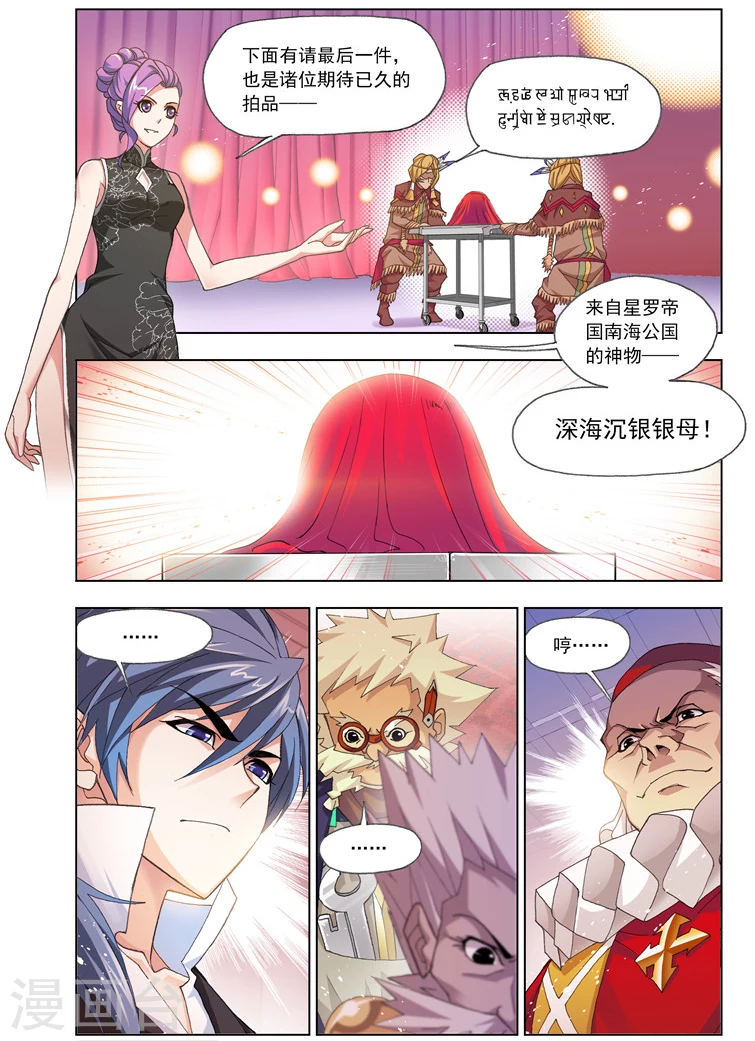 下面有请最后一件，
也是诸位期待已久的
拍品——
来自星罗帝
国南海公国
的神物——
深海沉银银母！
……
……
哼……
漫画台